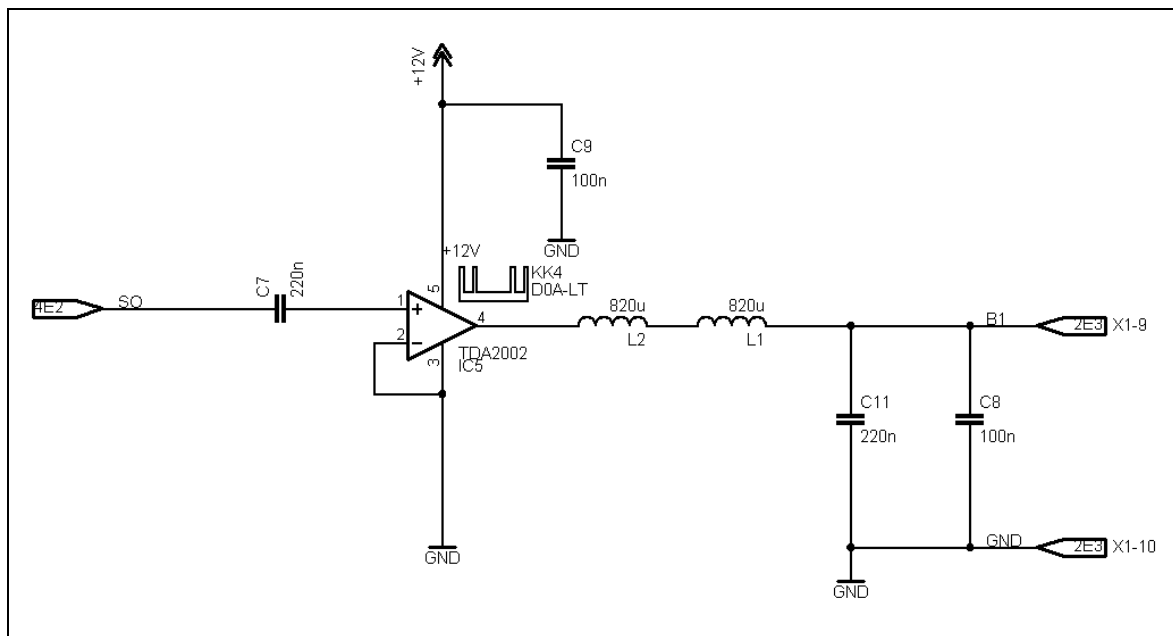 +12V
C9
100n
GND
+12V
KK4
D0A-LT
C7
220n
4E2
SO
1
5
2
3
4
TDA2002
IC5
820u
L2
820u
L1
B1
2E3
X1-9
C11
220n
C8
100n
GND
2E3
X1-10
GND
GND